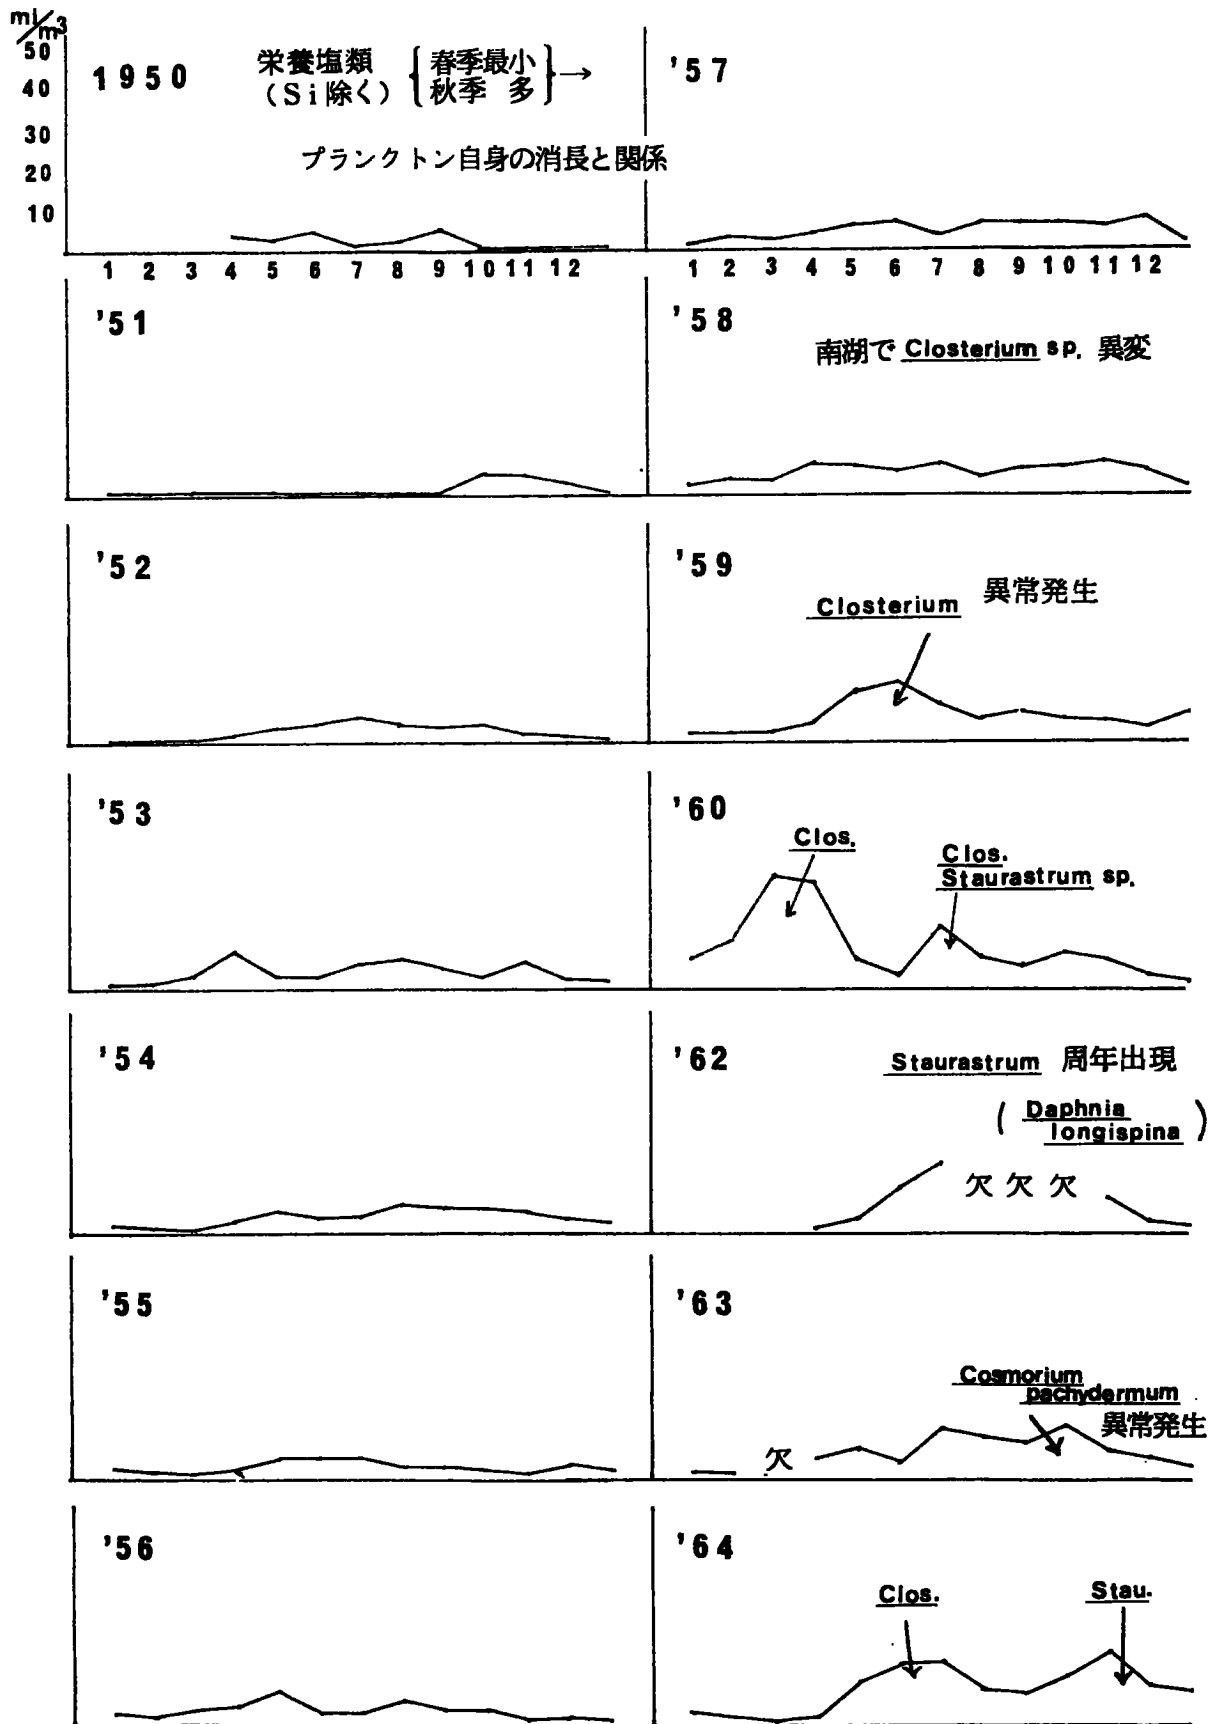 ml/m³
50
40
30
20
10
1950
栄養塩類
(Si除く)
春季最小
秋季 多
→
プランクトン自身の消長と関係
1 2 3 4 5 6 7 8 9 10 11 12
'57
1 2 3 4 5 6 7 8 9 10 11 12
'51
'58
南湖で Closterium sp. 異変
'52
'59
Closterium 異常発生
'53
'60
Clos.
Clos.
Staurastrum sp.
'54
'62
Staurastrum 周年出現
( Daphnia
longispina )
欠 欠 欠
'55
'63
Cosmorium
pachydermum
異常発生
欠
'56
'64
Clos.
Stau.